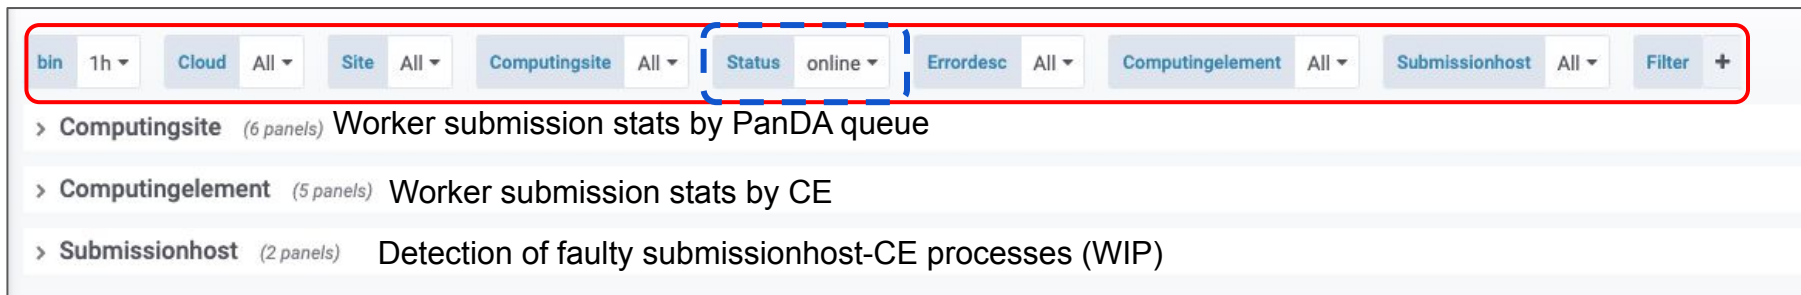 bin 1h Cloud All Site All Computingsite All Status online Errordesc All Computingelement All Submissionhost All Filter +
> Computingsite (6 panels) Worker submission stats by PanDA queue
> Computingelement (5 panels) Worker submission stats by CE
> Submissionhost (2 panels) Detection of faulty submissionhost-CE processes (WIP)